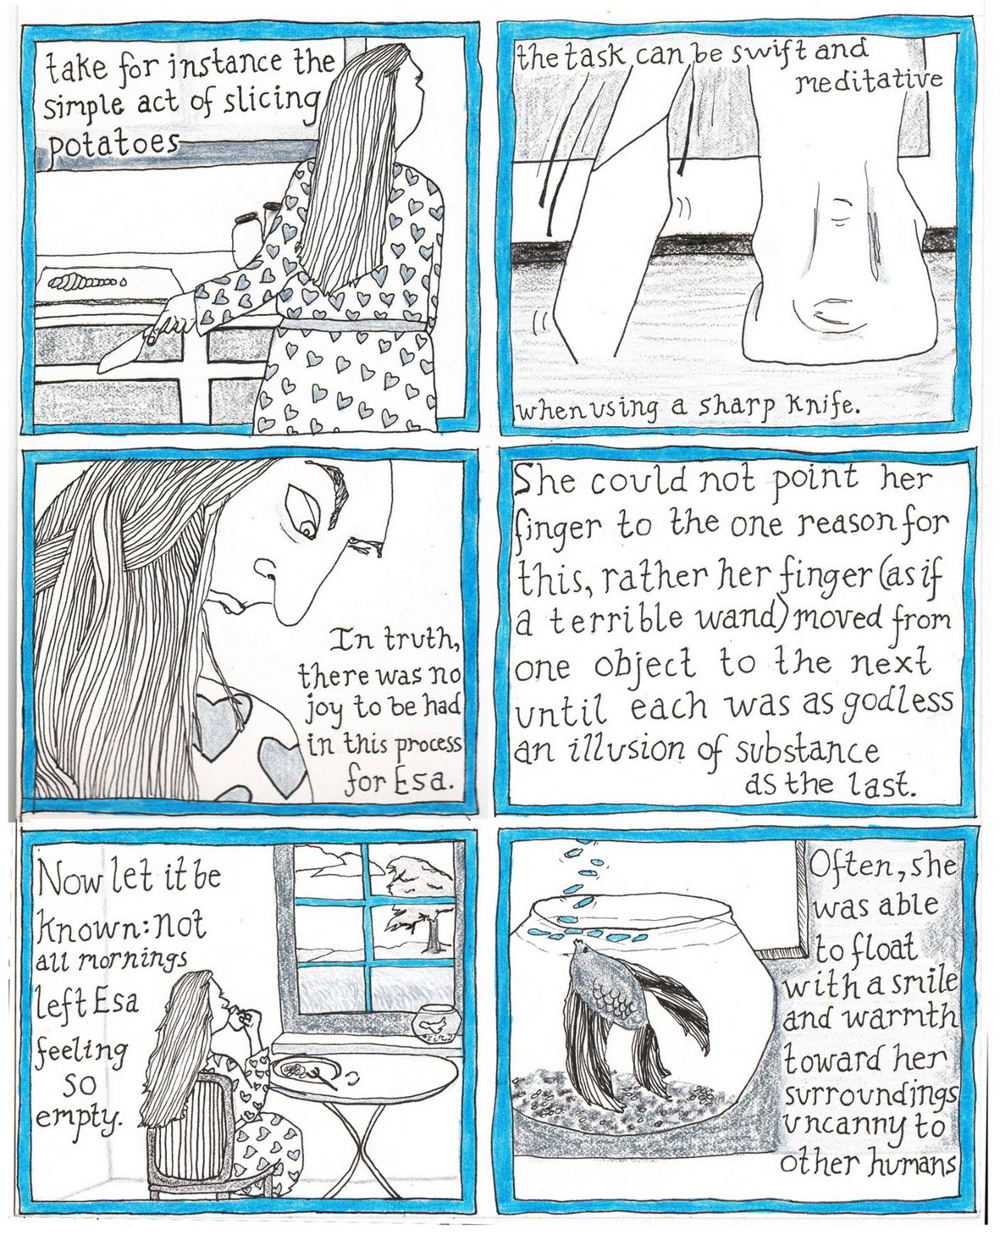 take for instance the
simple act of slicing
potatoes
the task can be swift and
meditative
when using a sharp knife.
In truth,
there was no
joy to be had
in this process
for Esa.
She could not point her
finger to the one reason for
this, rather her finger (as if
a terrible wand) moved from
one object to the next
until each was as godless
an illusion of substance
as the last.
Now let it be
known: not
all mornings
left Esa
feeling
so
empty.
Often, she
was able
to float
with a smile
and warmth
toward her
surroundings
uncanny to
other humans